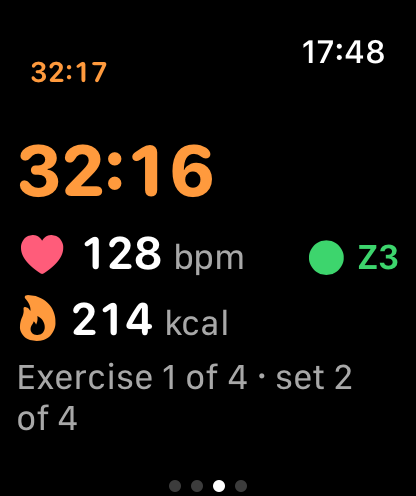 17:48
32:17
32:16
128 bpm Z3
214 kcal
Exercise 1 of 4 · set 2
of 4